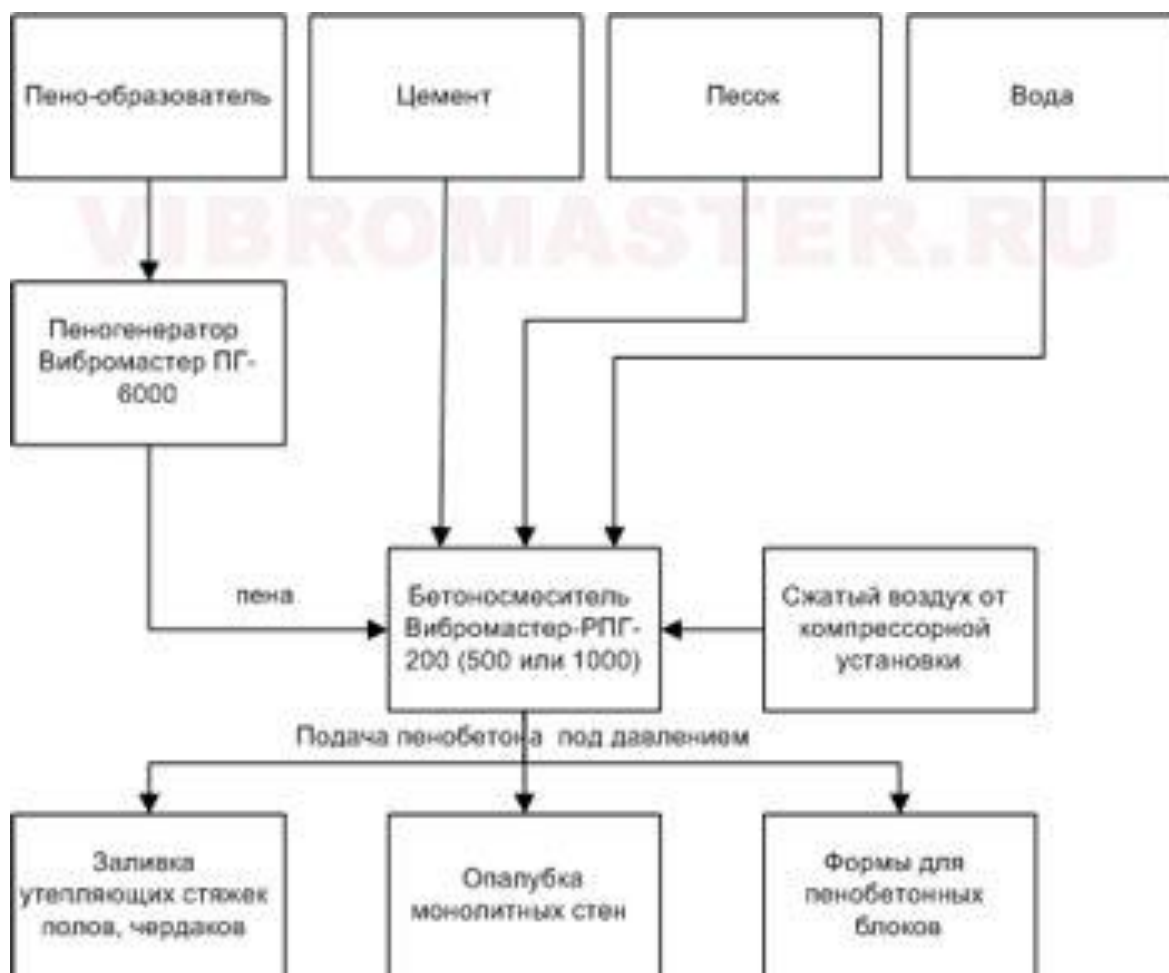 Пено-образователь
Цемент
Песок
Вода
VIBROMASTER.RU
Пеногенератор
Вибромастер ПГ-
6000
пена
Бетоносмеситель
Вибромастер-РПГ-
200 (500 или 1000)
Сжатый воздух от
компрессорной
установки
Подача пенобетона под давлением
Заливка
утепляющих стяжек
полов, чердаков
Опалубка
монолитных стен
Формы для
пенобетонных
блоков